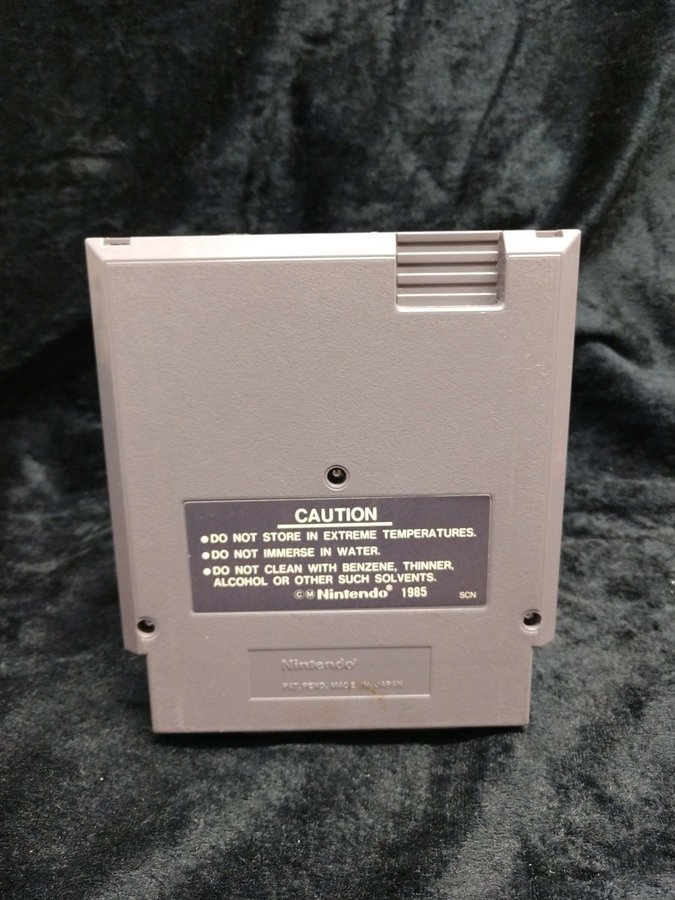 CAUTION
●DO NOT STORE IN EXTREME TEMPERATURES.
●DO NOT IMMERSE IN WATER.
●DO NOT CLEAN WITH BENZENE, THINNER,
ALCOHOL OR OTHER SUCH SOLVENTS.
ⒸⓂNintendo® 1985 SCN
Nintendo®
PAT. PEND. MADE IN JAPAN